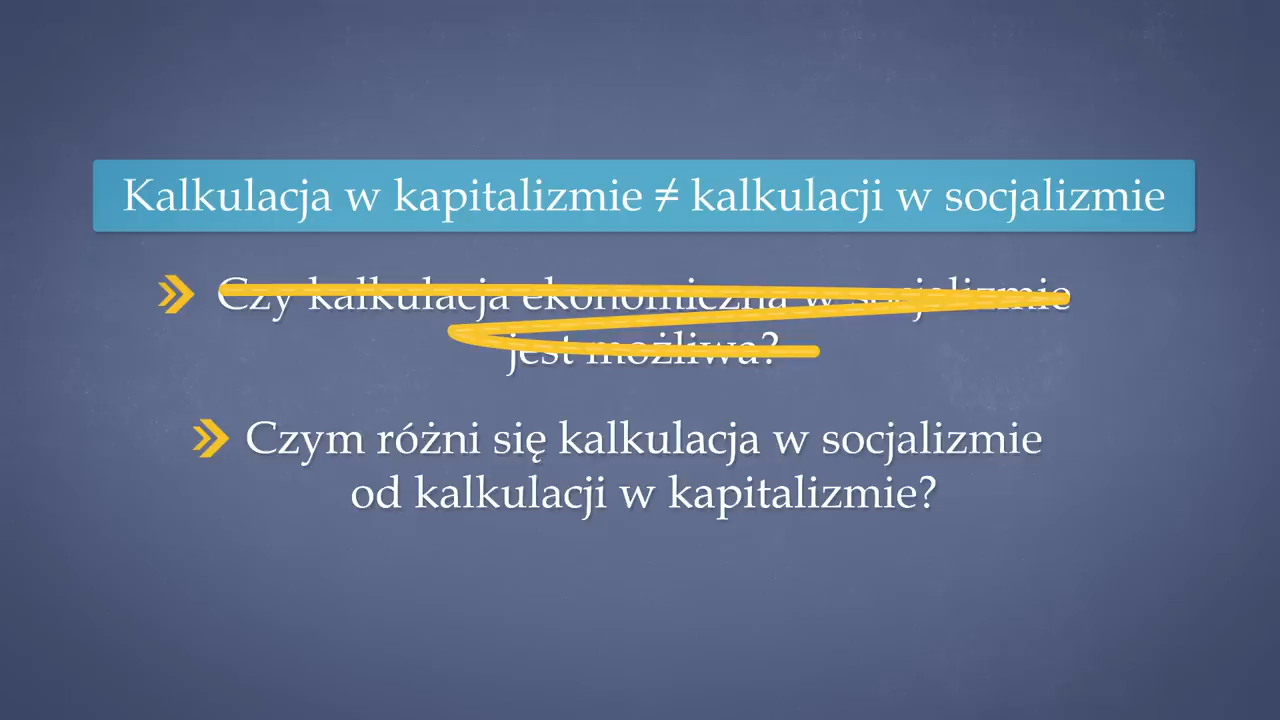 Kalkulacja w kapitalizmie ≠ kalkulacji w socjalizmie
Czy kalkulacja ekonomiczna w socjalizmie
jest możliwa?
Czym różni się kalkulacja w socjalizmie
od kalkulacji w kapitalizmie?